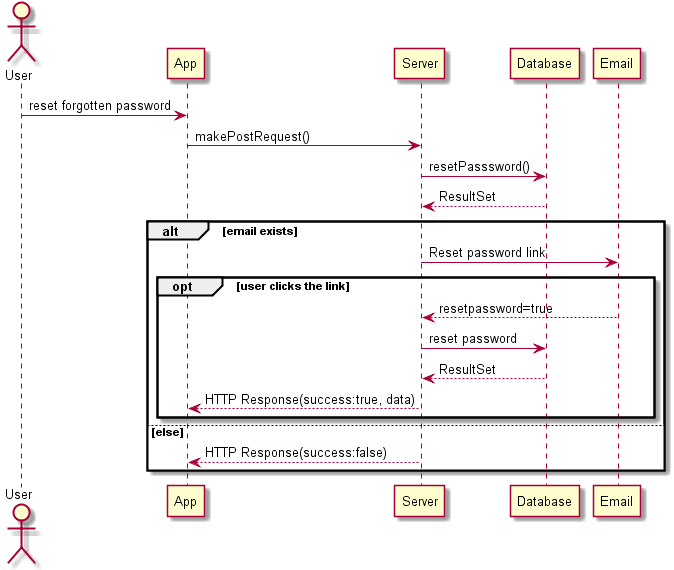 User
App
Server
Database
Email
reset forgotten password
makePostRequest()
resetPasssword()
ResultSet
alt
[email exists]
Reset password link
opt
[user clicks the link]
resetpassword=true
reset password
ResultSet
HTTP Response(success:true, data)
[else]
HTTP Response(success:false)
User
App
Server
Database
Email